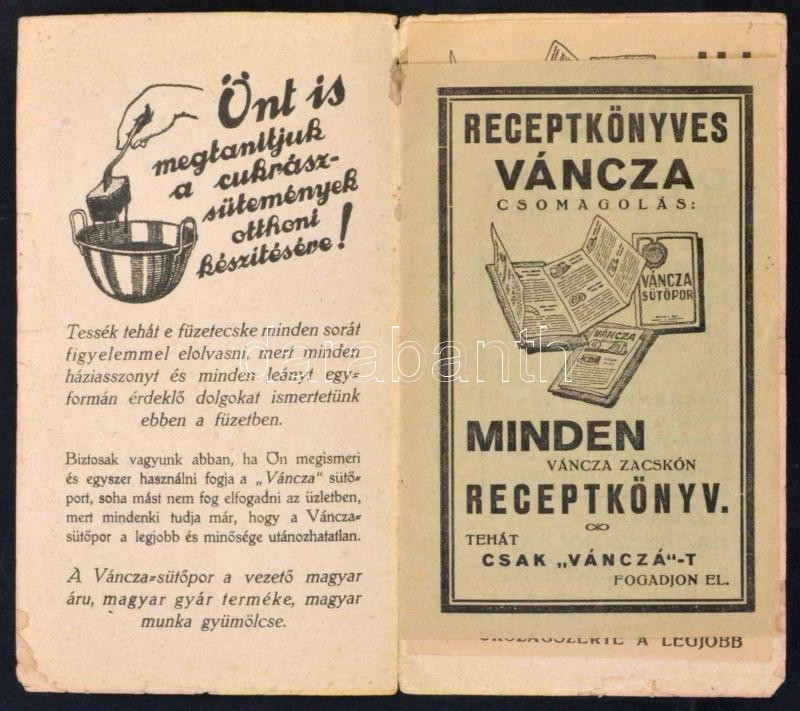 Önt is
megtanitjuk
a cukrász-
sütemények
otthoni
készitésére!
Tessék tehát e füzetecske minden sorát
figyelemmel elolvasni, mert minden
háziasszonyt és minden leányt egy-
formán érdeklő dolgokat ismertetünk
ebben a füzetben.
Biztosak vagyunk abban, ha Ön megismeri
és egyszer használni fogja a „Váncza" sütő-
port, soha mást nem fog elfogadni az üzletben,
mert mindenki tudja már, hogy a Váncza-
sütőpor a legjobb és minősége utánozhatatlan.
A Váncza-sütőpor a vezető magyar
áru, magyar gyár terméke, magyar
munka gyümölcse.
RECEPTKÖNYVES
VÁNCZA
CSOMAGOLÁS:
VÁNCZA
SÜTŐPOR
VÁNCZA
MINDEN
VÁNCZA ZACSKÓN
RECEPTKÖNYV.
TEHÁT
CSAK „VÁNCZÁ"-T
FOGADJON EL.
ORSZÁGSZERTE A LEGJOBB
darabanth